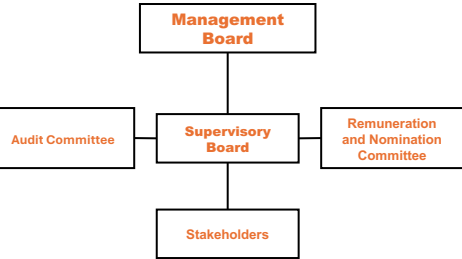 Management
Board
Audit Committee
Supervisory
Board
Remuneration
and Nomination
Committee
Stakeholders